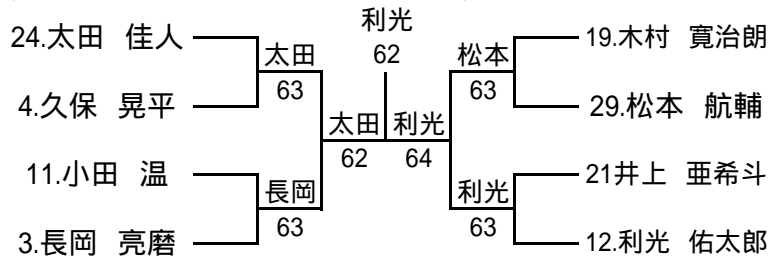 利光
62
24.太田 佳人
太田
63
4.久保 晃平
太田
62
11.小田 温
長岡
63
3.長岡 亮磨
19.木村 寛治朗
松本
63
29.松本 航輔
利光
64
21井上 亜希斗
利光
63
12.利光 佑太郎